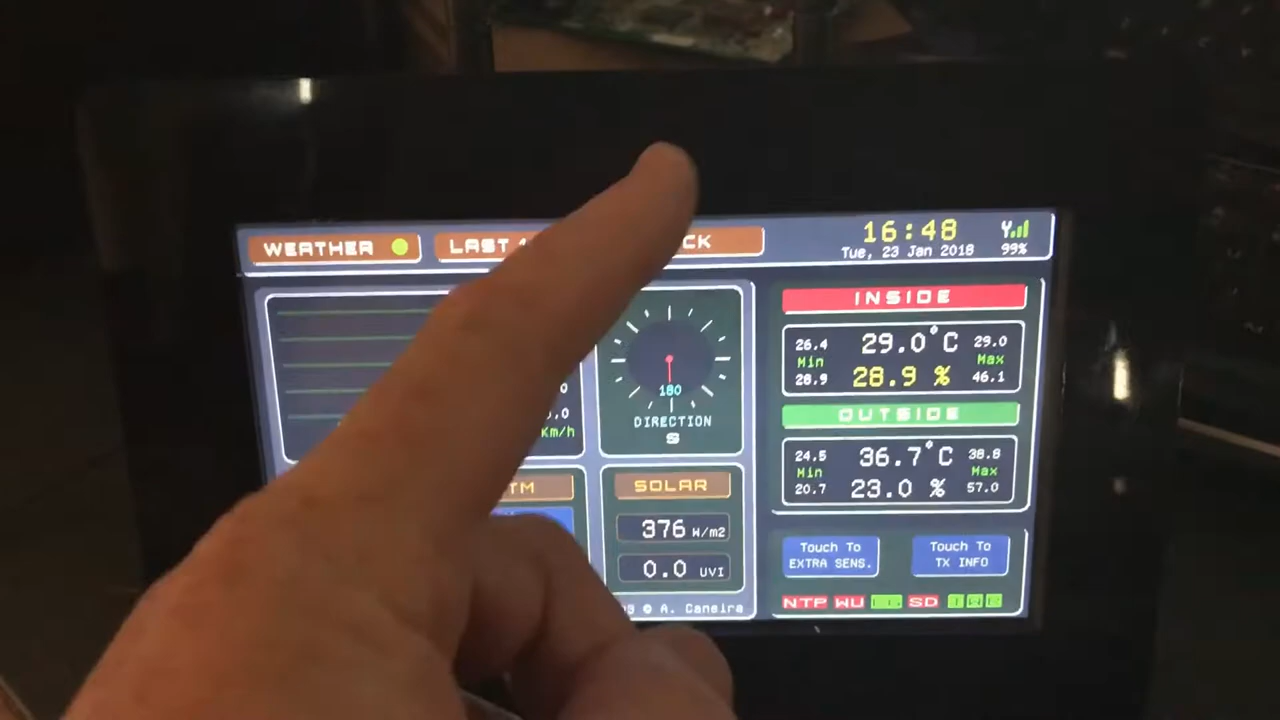 WEATHER
LAST
CK
16:48
Tue, 23 Jan 2018
99%
Km/h
180
DIRECTION
S
TM
SOLAR
376 W/m2
0.0 UVI
© A. Caneira
INSIDE
26.4 29.0°C 29.0
Min Max
28.9 28.9 % 46.1
OUTSIDE
24.5 36.7°C 38.8
Min Max
20.7 23.0 % 57.0
Touch To
EXTRA SENS.
Touch To
TX INFO
NTP WU SD